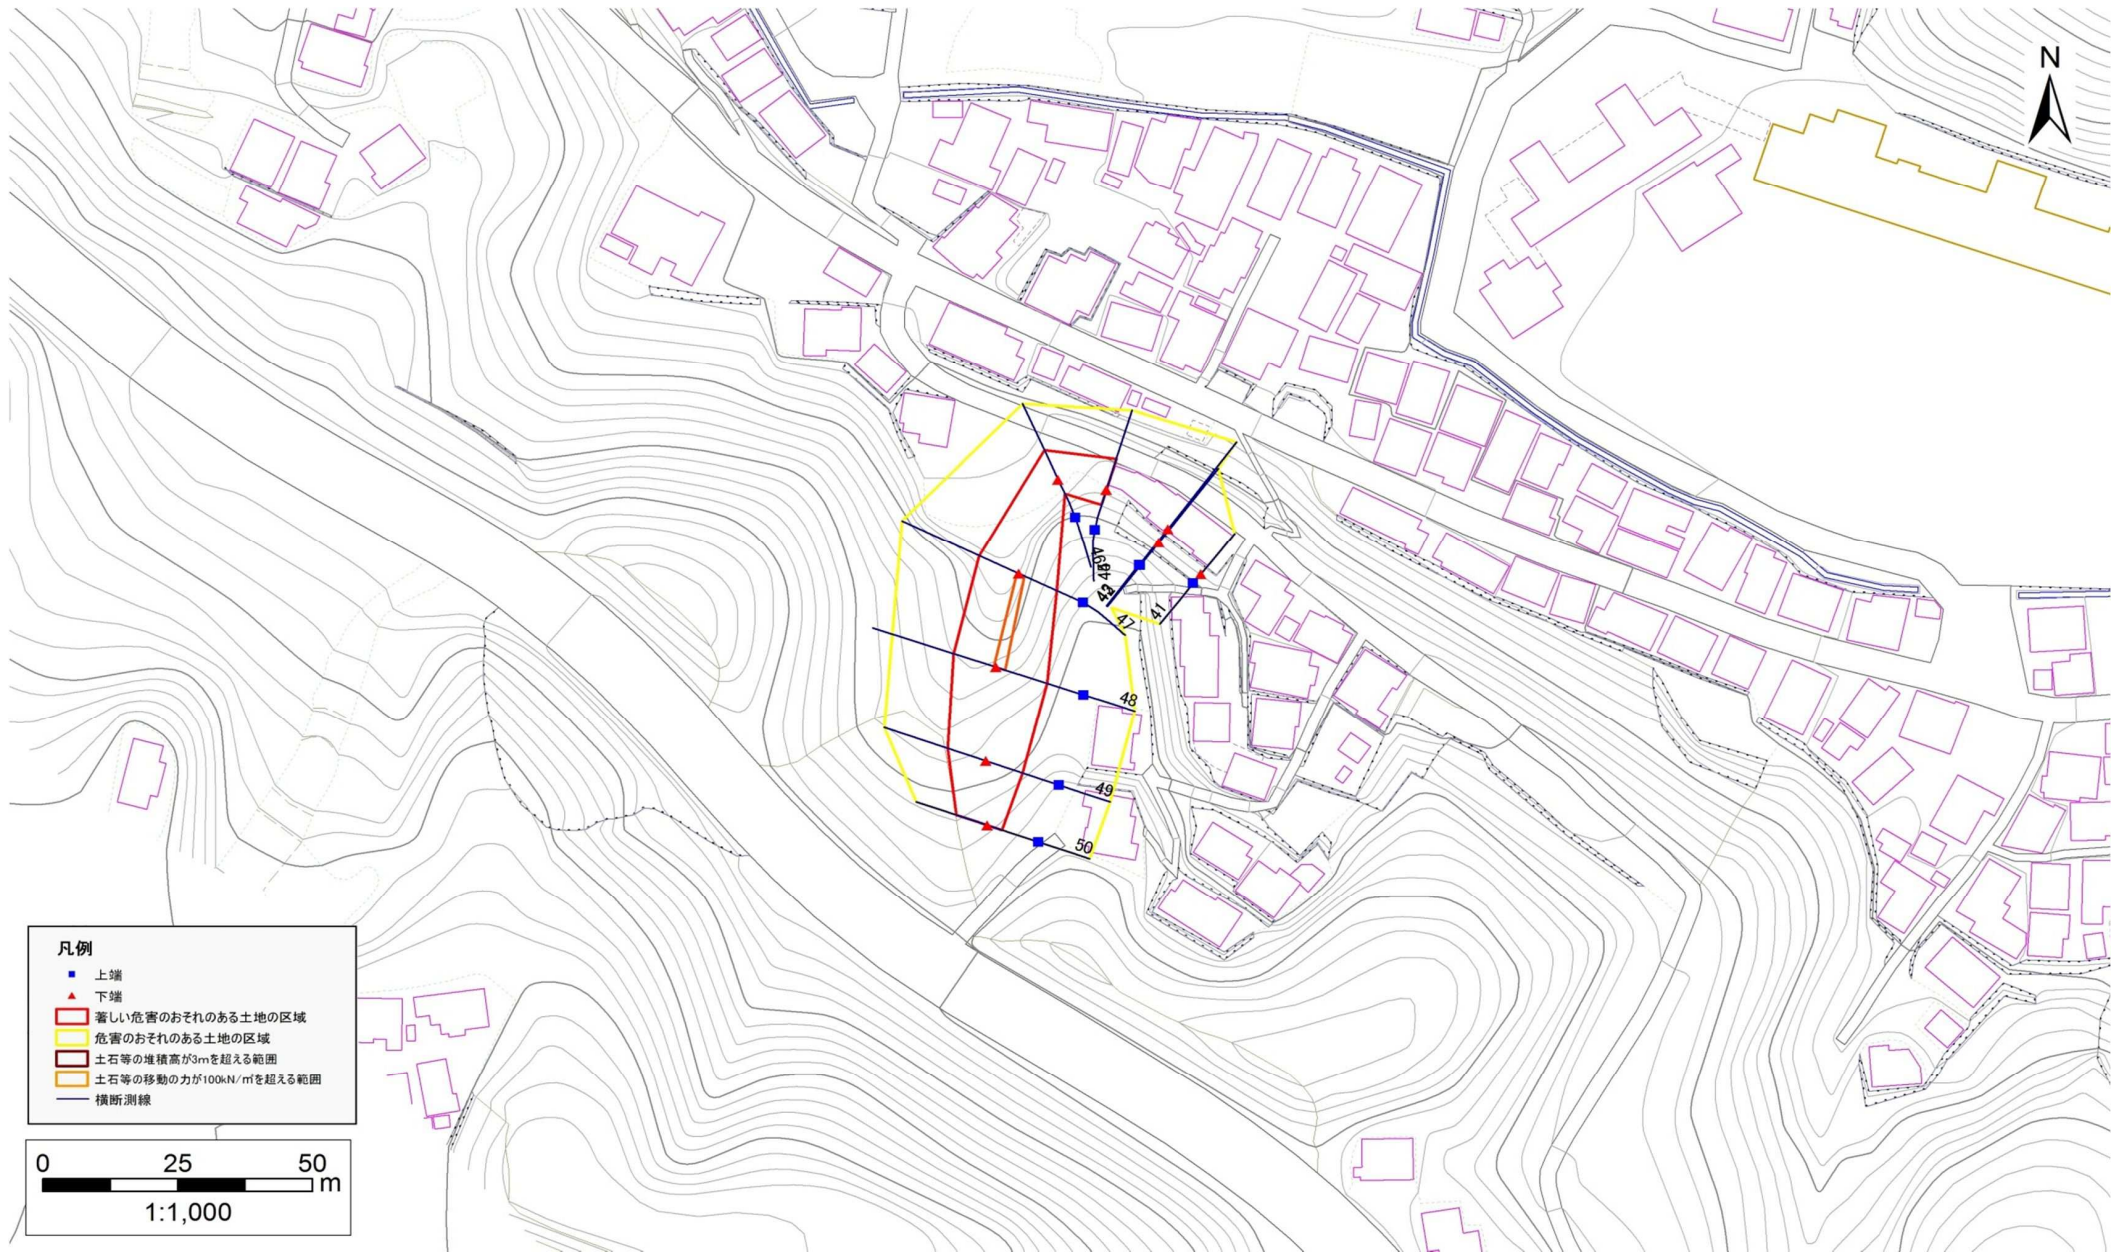 N
46
41
47
48
49
50
凡例
上端
下端
著しい危害のおそれのある土地の区域
危害のおそれのある土地の区域
土石等の堆積高が3mを超える範囲
土石等の移動の力が100kN/㎡を超える範囲
横断測線
0 25 50
m
1:1,000